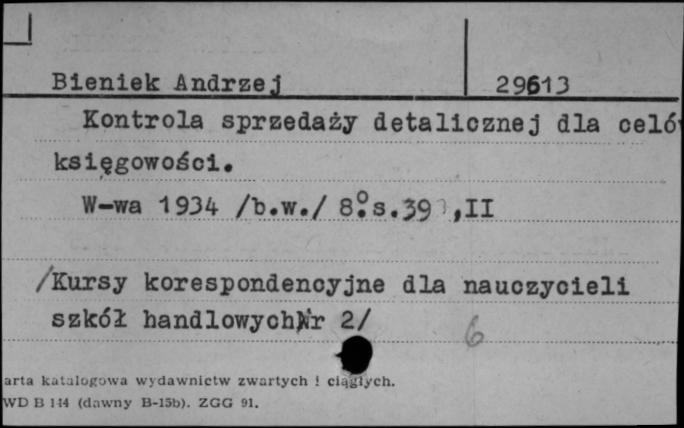 Bieniek Andrzej 29613
Kontrola sprzedaży detalicznej dla celó
księgowości.
W-wa 1934 /b.w./ 8° s.39 ,II
/Kursy korespondencyjne dla nauczycieli
szkół handlowych Nr 2/
6
arta katalogowa wydawnictw zwartych i ciągłych.
WD B 144 (dawny B-15b). ZGG 91.